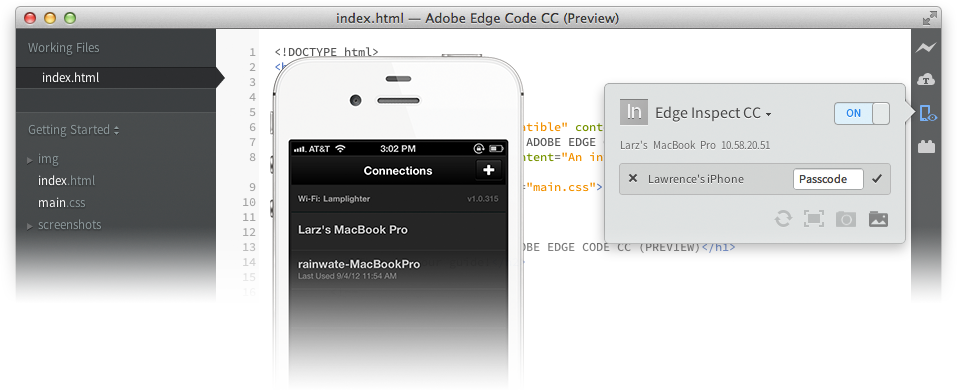 index.html — Adobe Edge Code CC (Preview)
Working Files
index.html
Getting Started
img
index.html
main.css
screenshots
1
2
3
4
5
6
7
8
9
10
11
12
13
14
15
16
<!DOCTYPE html>
<h
tible" cont
ADOBE EDGE
ntent="An in
="main.css">
OBE EDGE CODE CC (PREVIEW)</h1>
AT&T 3:02 PM
Connections +
Wi-Fi: Lamplighter v1.0.315
Larz's MacBook Pro
rainwate-MacBookPro
Last Used 9/4/12 11:54 AM
In Edge Inspect CC ON
Larz's MacBook Pro 10.58.20.51
Lawrence's iPhone Passcode
T